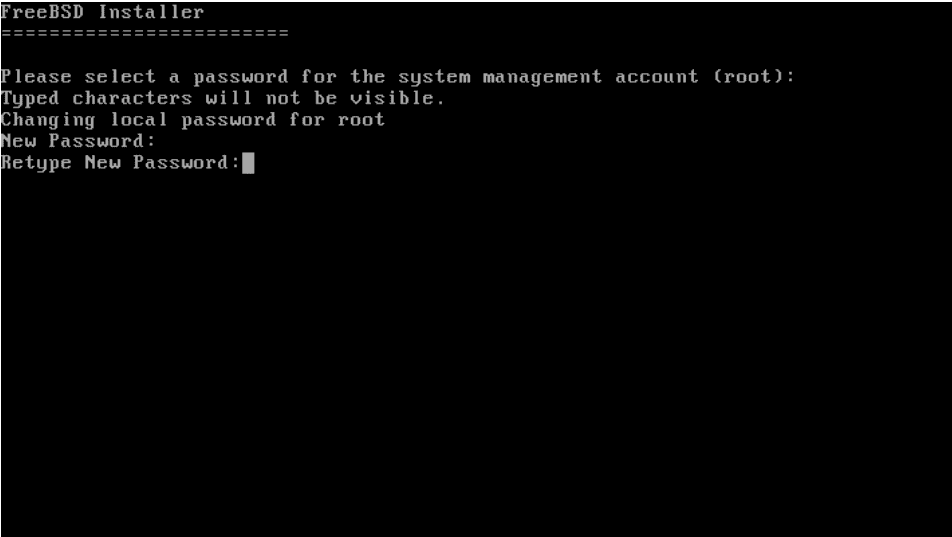 FreeBSD Installer
========================
Please select a password for the system management account (root):
Typed characters will not be visible.
Changing local password for root
New Password:
Retype New Password: